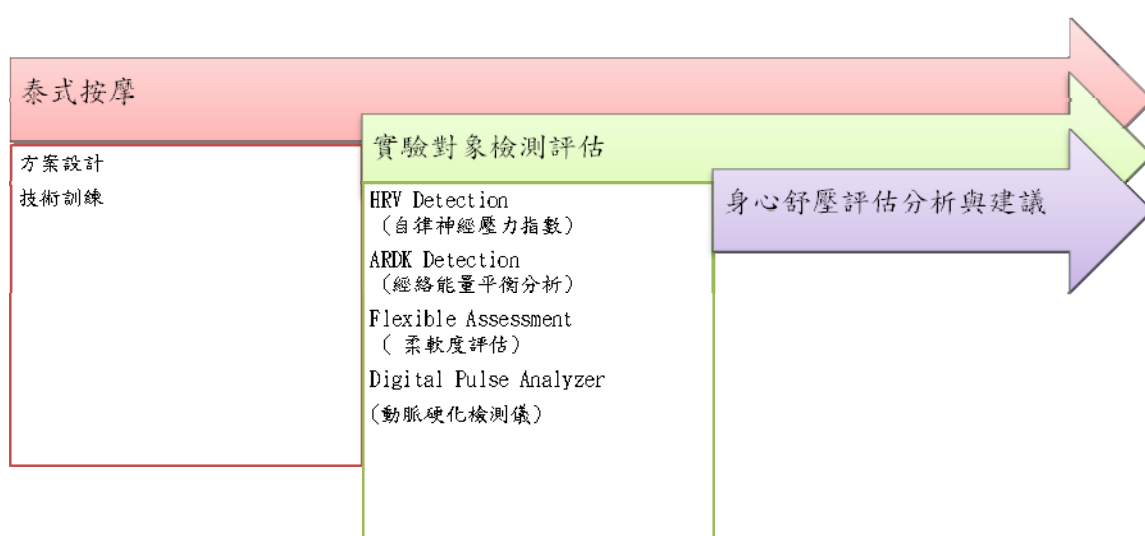 泰式按摩
方案設計
技術訓練
實驗對象檢測評估
HRV Detection
(自律神經壓力指數)
ARDK Detection
(經絡能量平衡分析)
Flexible Assessment
( 柔軟度評估)
Digital Pulse Analyzer
(動脈硬化檢測儀)
身心舒壓評估分析與建議